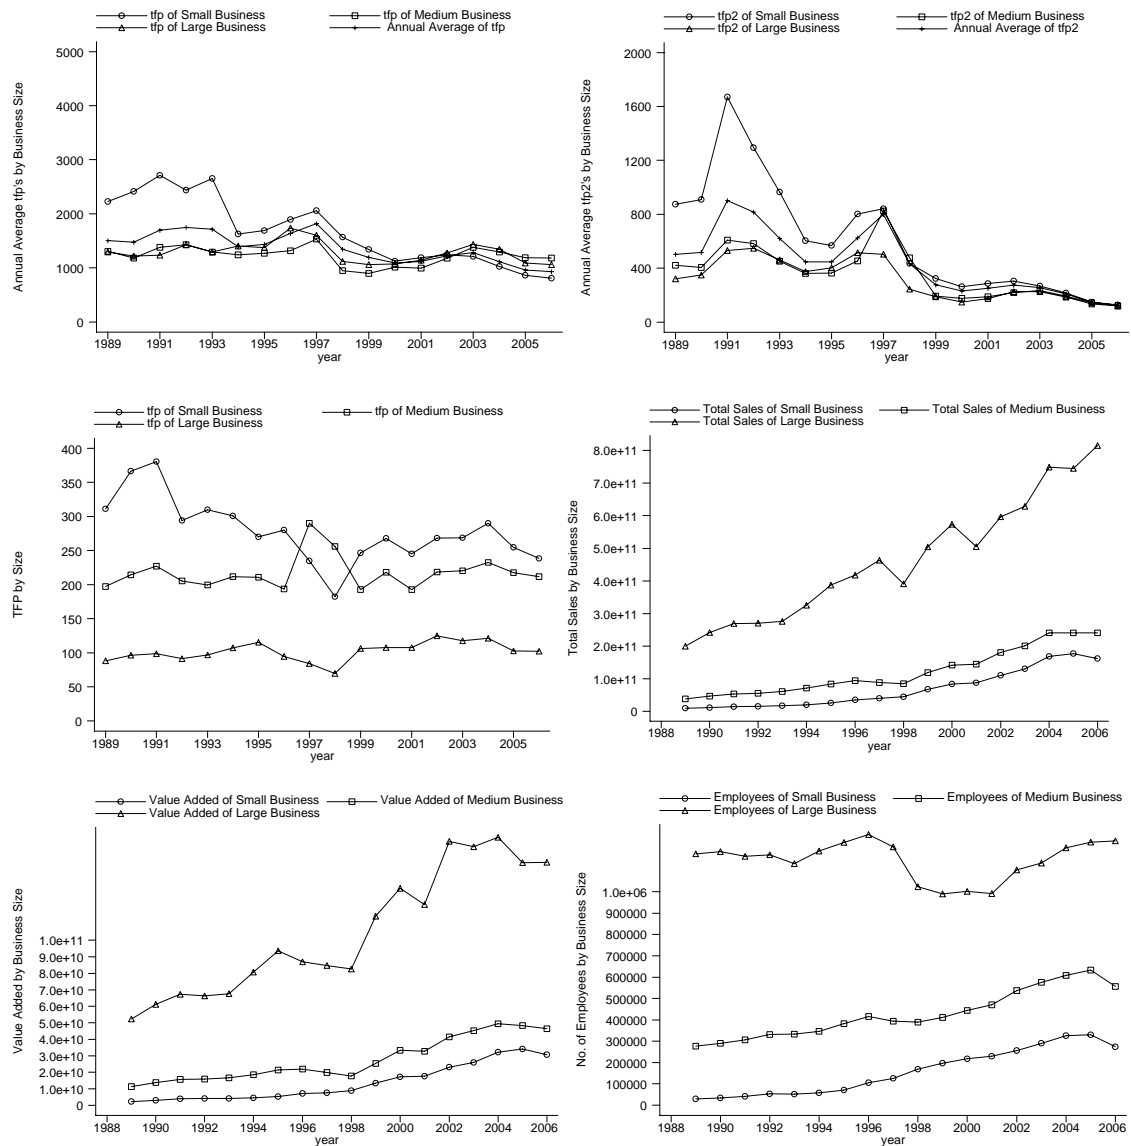 tfp of Small Business
tfp of Medium Business
tfp of Large Business
Annual Average of tfp
Annual Average tfp's by Business Size
5000
4000
3000
2000
1000
0
1989 1991 1993 1995 1997 1999 2001 2003 2005
year
tfp2 of Small Business
tfp2 of Medium Business
tfp2 of Large Business
Annual Average of tfp2
Annual Average tfp2's by Business Size
2000
1600
1200
800
400
0
1989 1991 1993 1995 1997 1999 2001 2003 2005
year
tfp of Small Business
tfp of Medium Business
tfp of Large Business
TFP by Size
400
350
300
250
200
150
100
50
0
1989 1991 1993 1995 1997 1999 2001 2003 2005
year
Total Sales of Small Business
Total Sales of Medium Business
Total Sales of Large Business
Total Sales by Business Size
8.0e+11
7.0e+11
6.0e+11
5.0e+11
4.0e+11
3.0e+11
2.0e+11
1.0e+11
0
1988 1990 1992 1994 1996 1998 2000 2002 2004 2006
year
Value Added of Small Business
Value Added of Medium Business
Value Added of Large Business
Value Added by Business Size
1.0e+11
9.0e+10
8.0e+10
7.0e+10
6.0e+10
5.0e+10
4.0e+10
3.0e+10
2.0e+10
1.0e+10
0
1988 1990 1992 1994 1996 1998 2000 2002 2004 2006
year
Employees of Small Business
Employees of Medium Business
Employees of Large Business
No. of Employees by Business Size
1.0e+06
900000
800000
700000
600000
500000
400000
300000
200000
100000
0
1988 1990 1992 1994 1996 1998 2000 2002 2004 2006
year